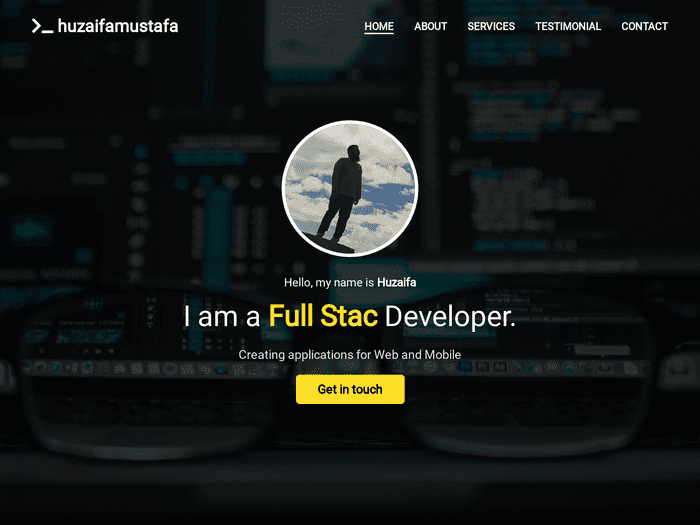 huzaifamustafa
HOME ABOUT SERVICES TESTIMONIAL CONTACT
Hello, my name is Huzaifa
I am a Full Stac Developer.
Creating applications for Web and Mobile
Get in touch